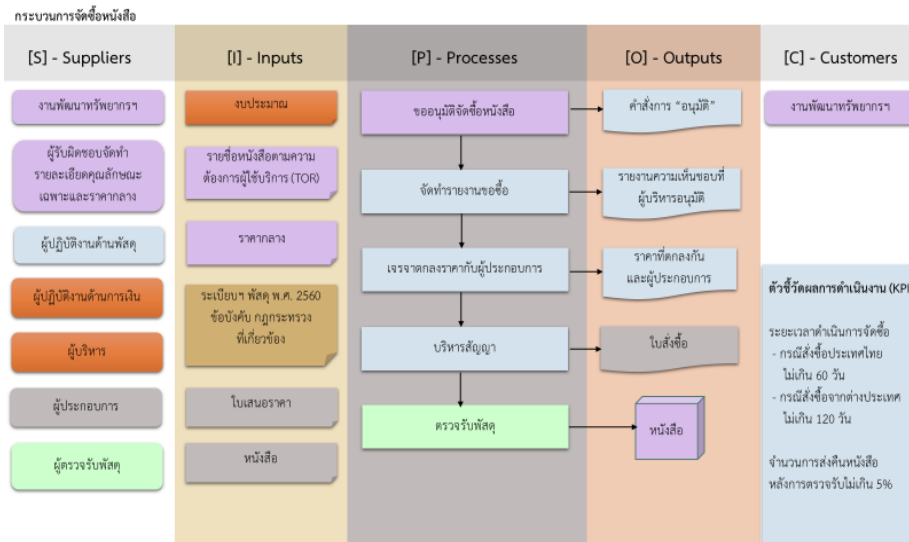 กระบวนการจัดซื้อหนังสือ
[S] - Suppliers
[I] - Inputs
[P] - Processes
[O] - Outputs
[C] - Customers
งานพัฒนาทรัพยากรฯ
ผู้รับผิดชอบจัดทำ
รายละเอียดคุณลักษณะ
เฉพาะและราคากลาง
ผู้ปฏิบัติงานด้านพัสดุ
ผู้ปฏิบัติงานด้านการเงิน
ผู้บริหาร
ผู้ประกอบการ
ผู้ตรวจรับพัสดุ
งบประมาณ
รายชื่อหนังสือตามความ
ต้องการผู้ใช้บริการ (TOR)
ราคากลาง
ระเบียบฯ พัสดุ พ.ศ. 2560
ข้อบังคับ กฎกระทรวง
ที่เกี่ยวข้อง
ใบเสนอราคา
หนังสือ
ขออนุมัติจัดซื้อหนังสือ
จัดทำรายงานขอซื้อ
เจรจาตกลงราคากับผู้ประกอบการ
บริหารสัญญา
ตรวจรับพัสดุ
คำสั่งการ “อนุมัติ”
รายงานความเห็นชอบที่
ผู้บริหารอนุมัติ
ราคาที่ตกลงกัน
และผู้ประกอบการ
ใบสั่งซื้อ
หนังสือ
งานพัฒนาทรัพยากรฯ
ตัวชี้วัดผลการดำเนินงาน (KPI
ระยะเวลาดำเนินการจัดซื้อ
- กรณีสั่งซื้อประเทศไทย
ไม่เกิน 60 วัน
- กรณีสั่งซื้อจากต่างประเทศ
ไม่เกิน 120 วัน
จำนวนการส่งคืนหนังสือ
หลังการตรวจรับไม่เกิน 5%